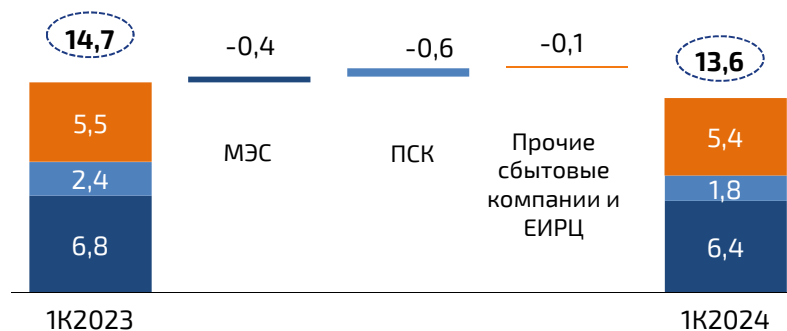 14,7
-0,4
-0,6
-0,1
13,6
5,5
2,4
6,8
МЭС
ПСК
Прочие
сбытовые
компании и
ЕИРЦ
5,4
1,8
6,4
1К2023
1К2024